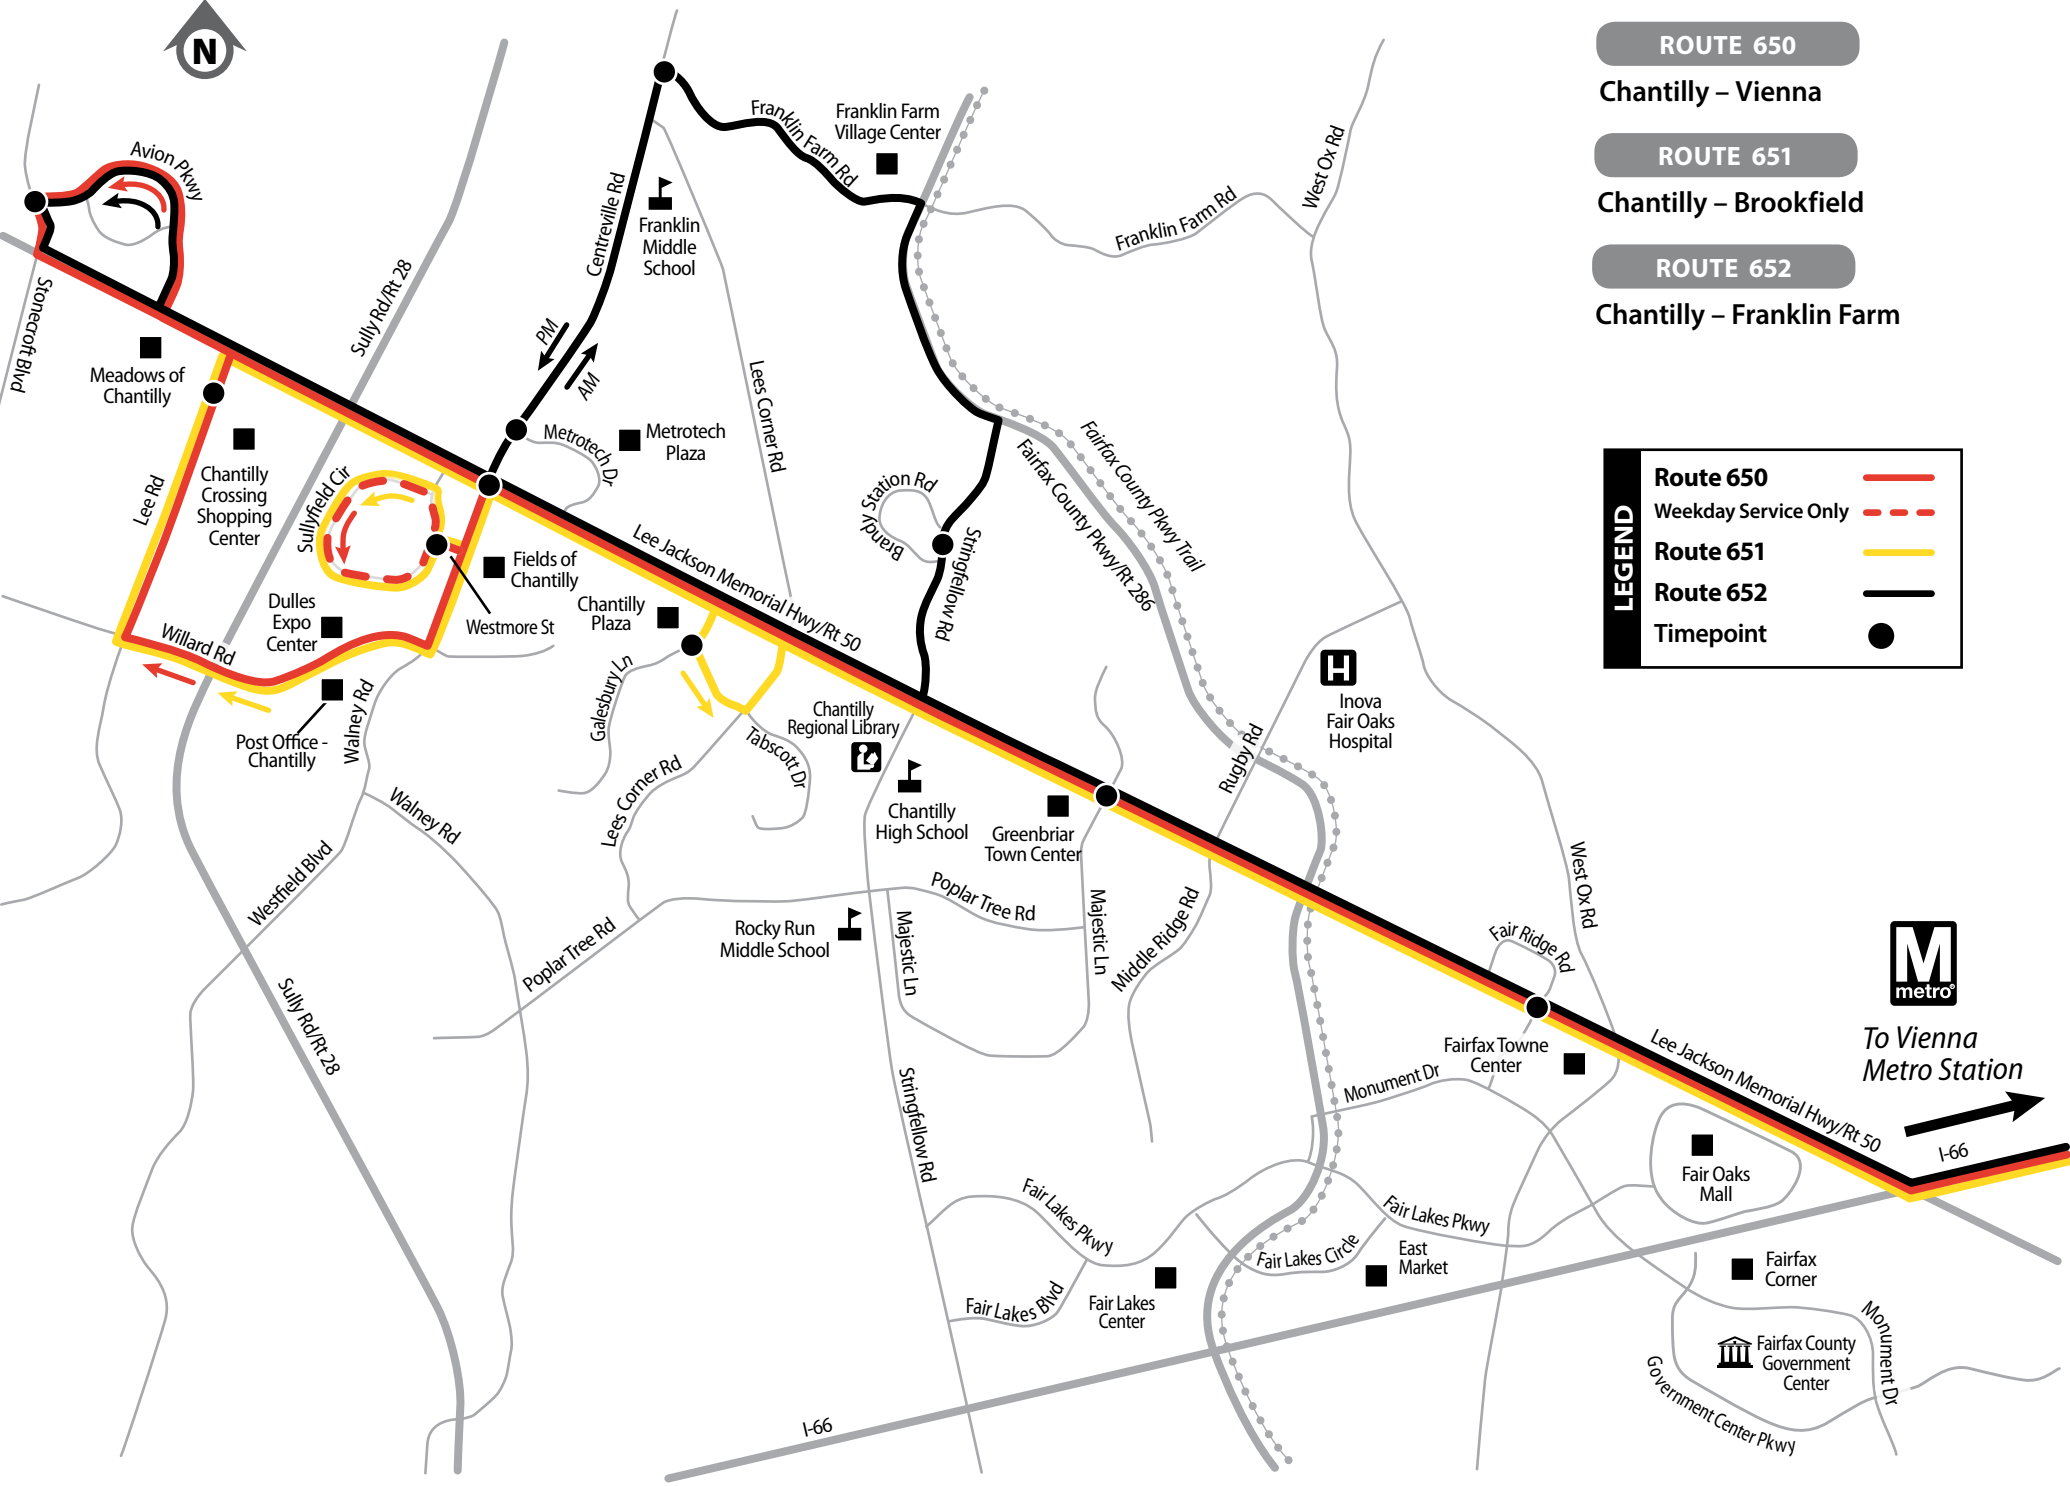 N
ROUTE 650
Chantilly – Vienna
ROUTE 651
Chantilly – Brookfield
ROUTE 652
Chantilly – Franklin Farm
LEGEND
Route 650
Weekday Service Only
Route 651
Route 652
Timepoint
Avion Pkwy
Stonecroft Blvd
Meadows of
Chantilly
Lee Rd
Chantilly
Crossing
Shopping
Center
Sully Rd/Rt 28
Sullyfield Cir
Dulles
Expo
Center
Willard Rd
Post Office -
Chantilly
Walney Rd
Walney Rd
Westfield Blvd
Sully Rd/Rt 28
Franklin Farm Rd
Franklin Farm
Village Center
Centreville Rd
Franklin
Middle
School
PM
AM
Metrotech Dr
Metrotech
Plaza
Lees Corner Rd
Fields of
Chantilly
Westmore St
Chantilly
Plaza
Galesbury Ln
Lees Corner Rd
Tabscott Dr
Lee Jackson Memorial Hwy/Rt 50
Brandy Station Rd
Stringfellow Rd
Franklin Farm Rd
West Ox Rd
Fairfax County Pkwy Trail
Fairfax County Pkwy/Rt 286
Chantilly
Regional Library
Chantilly
High School
Greenbriar
Town Center
Rugby Rd
H
Inova
Fair Oaks
Hospital
Poplar Tree Rd
Rocky Run
Middle School
Majestic Ln
Poplar Tree Rd
Majestic Ln
Middle Ridge Rd
West Ox Rd
Fair Ridge Rd
Fairfax Towne
Center
Monument Dr
Lee Jackson Memorial Hwy/Rt 50
M
metro®
To Vienna
Metro Station
I-66
Fair Oaks
Mall
Stringfellow Rd
Fair Lakes Pkwy
Fair Lakes Blvd
Fair Lakes
Center
Fair Lakes Circle
Fair Lakes Pkwy
East
Market
Fairfax
Corner
Monument Dr
Fairfax County
Government
Center
Government Center Pkwy
I-66